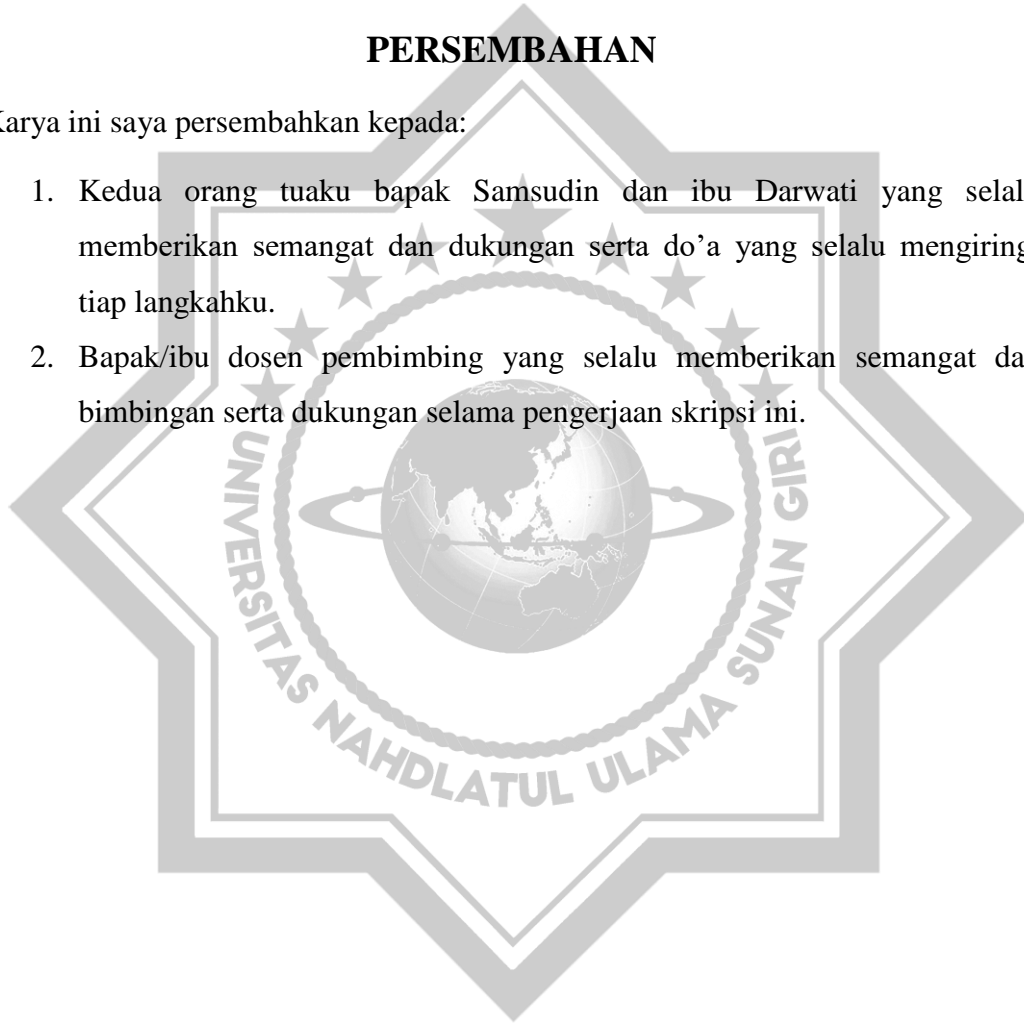 PERSEMBAHAN
Karya ini saya persembahkan kepada:
1. Kedua orang tuaku bapak Samsudin dan ibu Darwati yang selal
memberikan semangat dan dukungan serta do’a yang selalu mengiring
tiap langkahku.
2. Bapak/ibu dosen pembimbing yang selalu memberikan semangat da
bimbingan serta dukungan selama pengerjaan skripsi ini.
UNIVERSITAS NAHDLATUL ULAMA SUNAN GIRI